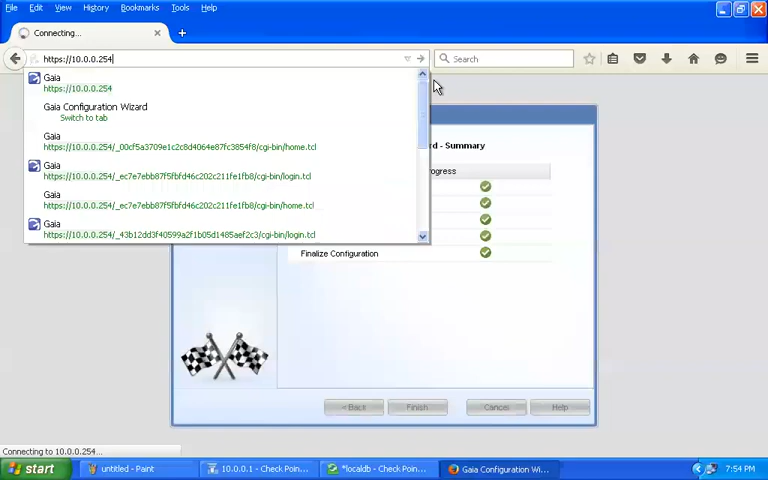 File Edit View History Bookmarks Tools Help
Connecting...
https://10.0.0.254
Search
Gaia
https://10.0.0.254
Gaia Configuration Wizard
Switch to tab
Gaia
https://10.0.0.254/_00cf5a3709e1c2c8d4064e87fc3854f8/cgi-bin/home.tcl
Gaia
https://10.0.0.254/_ec7e7ebb87f5fbfd46c202c211fe1fb8/cgi-bin/login.tcl
Gaia
https://10.0.0.254/_ec7e7ebb87f5fbfd46c202c211fe1fb8/cgi-bin/home.tcl
Gaia
https://10.0.0.254/_43b12dd3f40599a2f1b05d1485aef2c3/cgi-bin/login.tcl
rd - Summary
ogress
Finalize Configuration
< Back Finish Cancel Help
Connecting to 10.0.0.254...
start
untitled - Paint
10.0.0.1 - Check Poin...
*localdb - Check Poin...
Gaia Configuration Wi...
7:54 PM